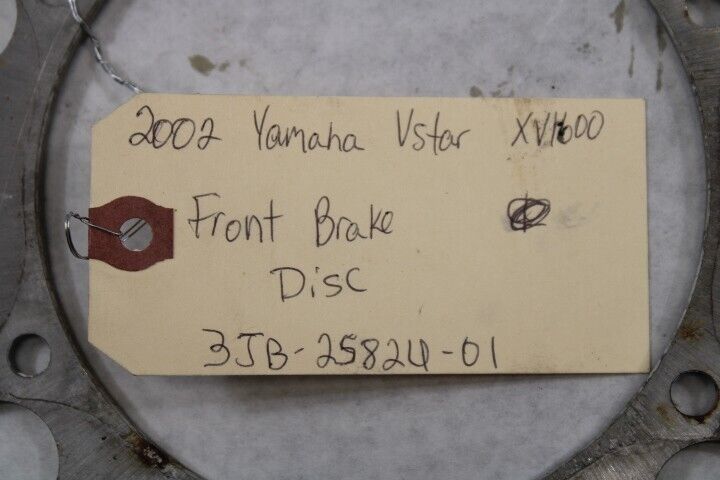 2002 Yamaha Vstar XV1600
Front Brake
Disc
3JB-25824-01